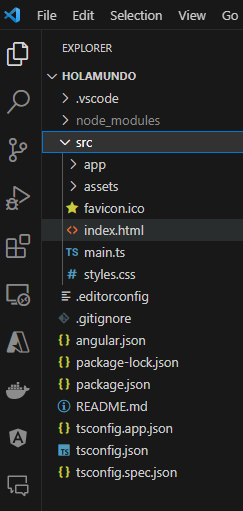 File Edit Selection View Go
EXPLORER
HOLAMUNDO
.vscode
node_modules
src
app
assets
favicon.ico
<> index.html
TS main.ts
# styles.css
.editorconfig
.gitignore
{} angular.json
{} package-lock.json
{} package.json
README.md
{} tsconfig.app.json
TS tsconfig.json
{} tsconfig.spec.json